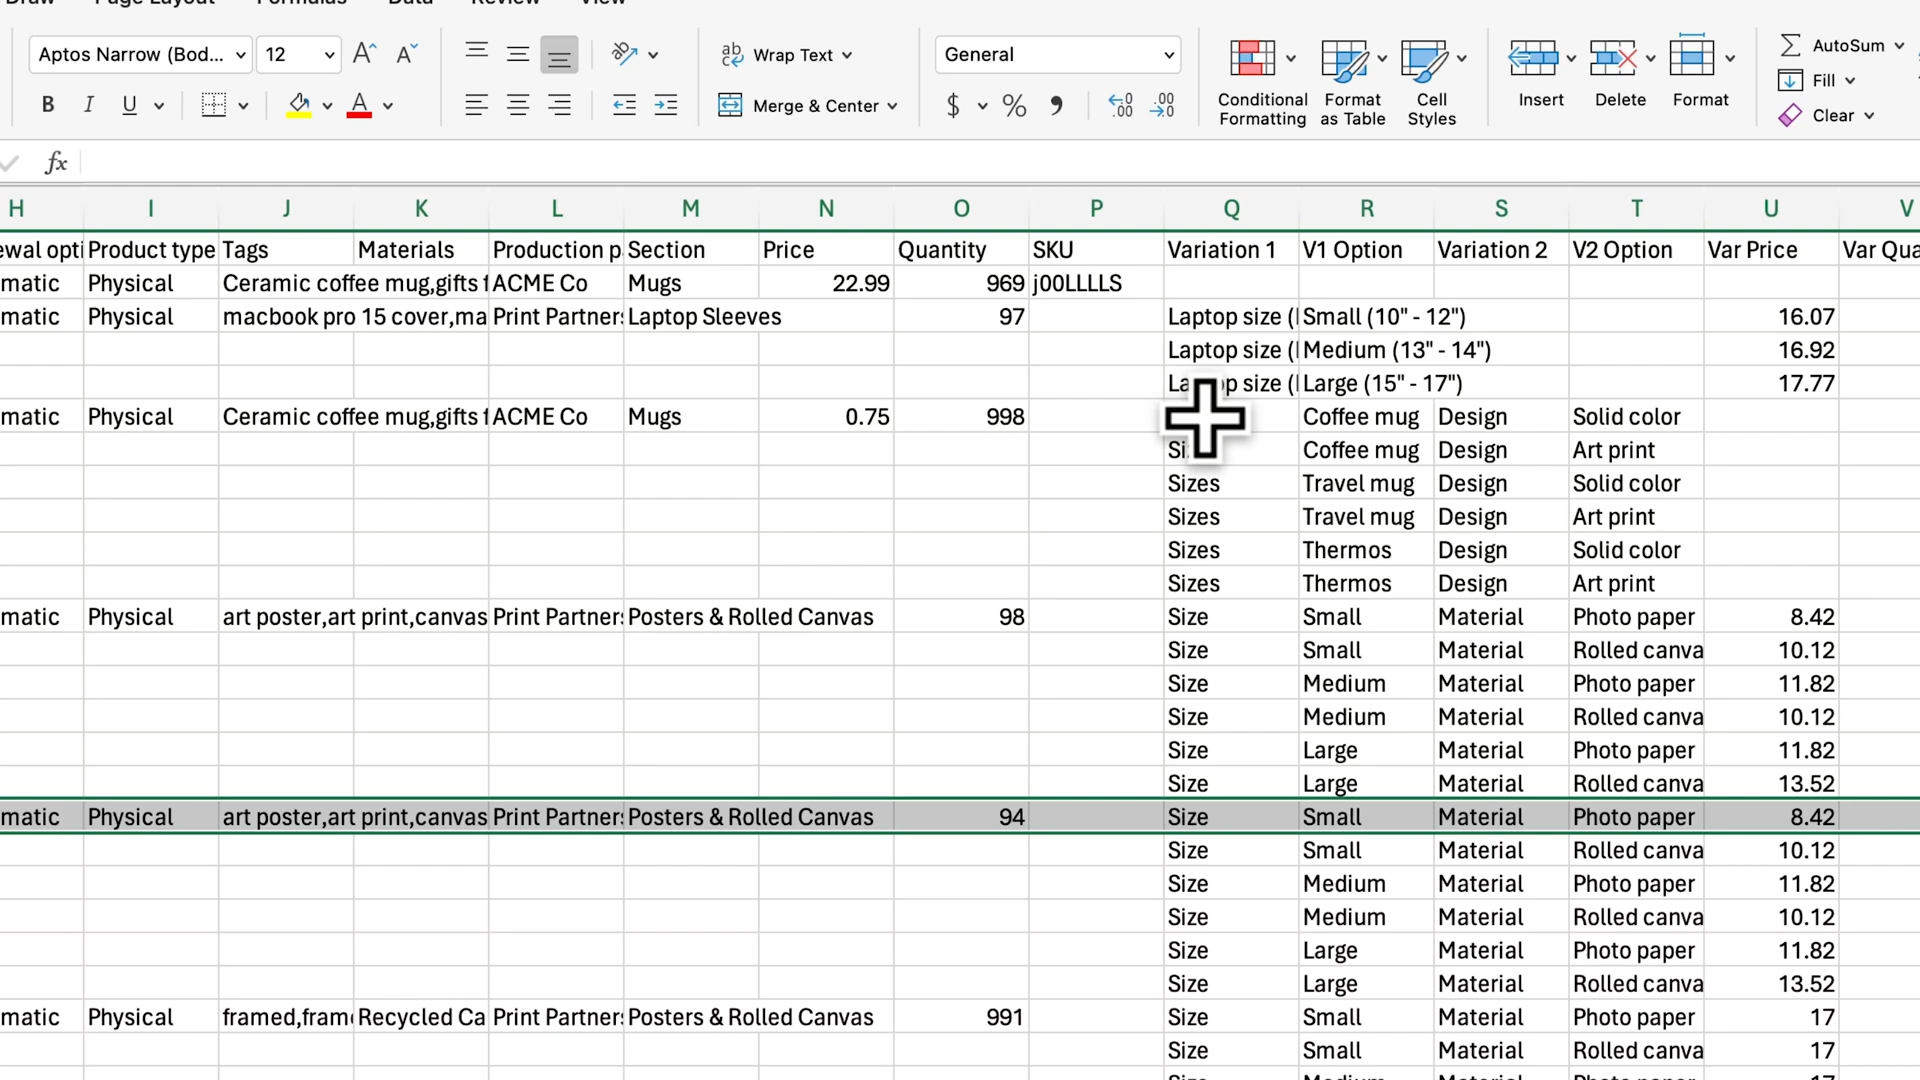 Draw Page Layout Formulas Data Review View
Aptos Narrow (Bod... 12 A^ A˅ Wrap Text General Conditional Formatting Format as Table Cell Styles Insert Delete Format AutoSum
Fill
B I U A Merge & Center $ % 9 Clear
fx
H I J K L M N O P Q R S T U V
ewal opti Product type Tags Materials Production p Section Price Quantity SKU Variation 1 V1 Option Variation 2 V2 Option Var Price Var Qua
matic Physical Ceramic coffee mug,gifts f ACME Co Mugs 22.99 969 j00LLLLS
matic Physical macbook pro 15 cover,ma Print Partner Laptop Sleeves 97 Laptop size ( Small (10" - 12") 16.07
Laptop size ( Medium (13" - 14") 16.92
size ( Large (15" - 17") 17.77
matic Physical Ceramic coffee mug,gifts f ACME Co Mugs 0.75 998 Coffee mug Design Solid color
Coffee mug Design Art print
Sizes Travel mug Design Solid color
Sizes Travel mug Design Art print
Sizes Thermos Design Solid color
Sizes Thermos Design Art print
matic Physical art poster,art print,canvas Print Partner Posters & Rolled Canvas 98 Size Small Material Photo paper 8.42
Size Small Material Rolled canva 10.12
Size Medium Material Photo paper 11.82
Size Medium Material Rolled canva 10.12
Size Large Material Photo paper 11.82
Size Large Material Rolled canva 13.52
matic Physical art poster,art print,canvas Print Partner Posters & Rolled Canvas 94 Size Small Material Photo paper 8.42
Size Small Material Rolled canva 10.12
Size Medium Material Photo paper 11.82
Size Medium Material Rolled canva 10.12
Size Large Material Photo paper 11.82
Size Large Material Rolled canva 13.52
matic Physical framed,fram Recycled Ca Print Partner Posters & Rolled Canvas 991 Size Small Material Photo paper 17
Size Small Material Rolled canva 17